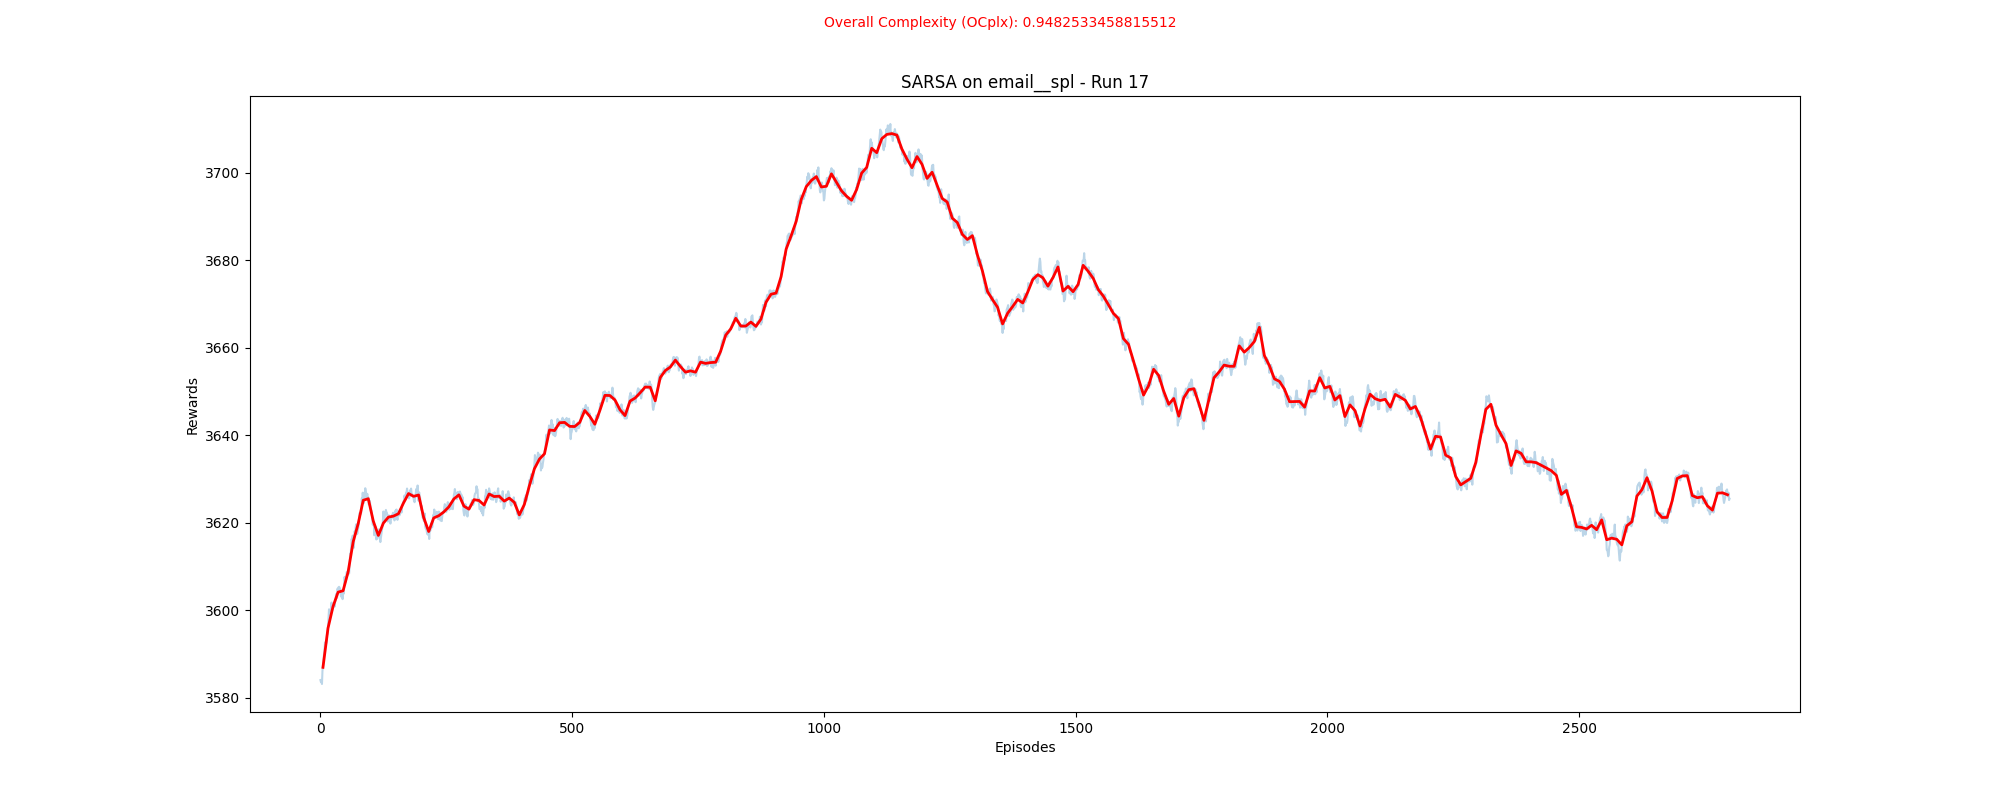 Overall Complexity (OCplx): 0.9482533458815512
SARSA on email__spl - Run 17
Rewards
3700
3680
3660
3640
3620
3600
3580
0 500 1000 1500 2000 2500
Episodes